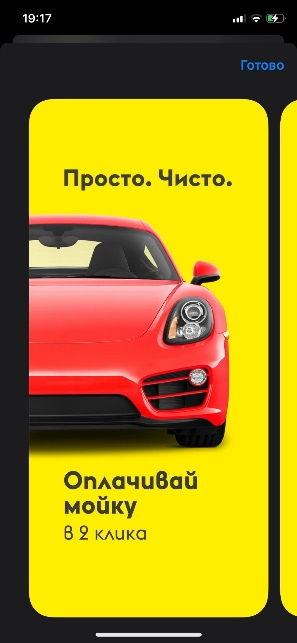 19:17
Готово
Просто. Чисто.
Оплачивай
мойку
в 2 клика